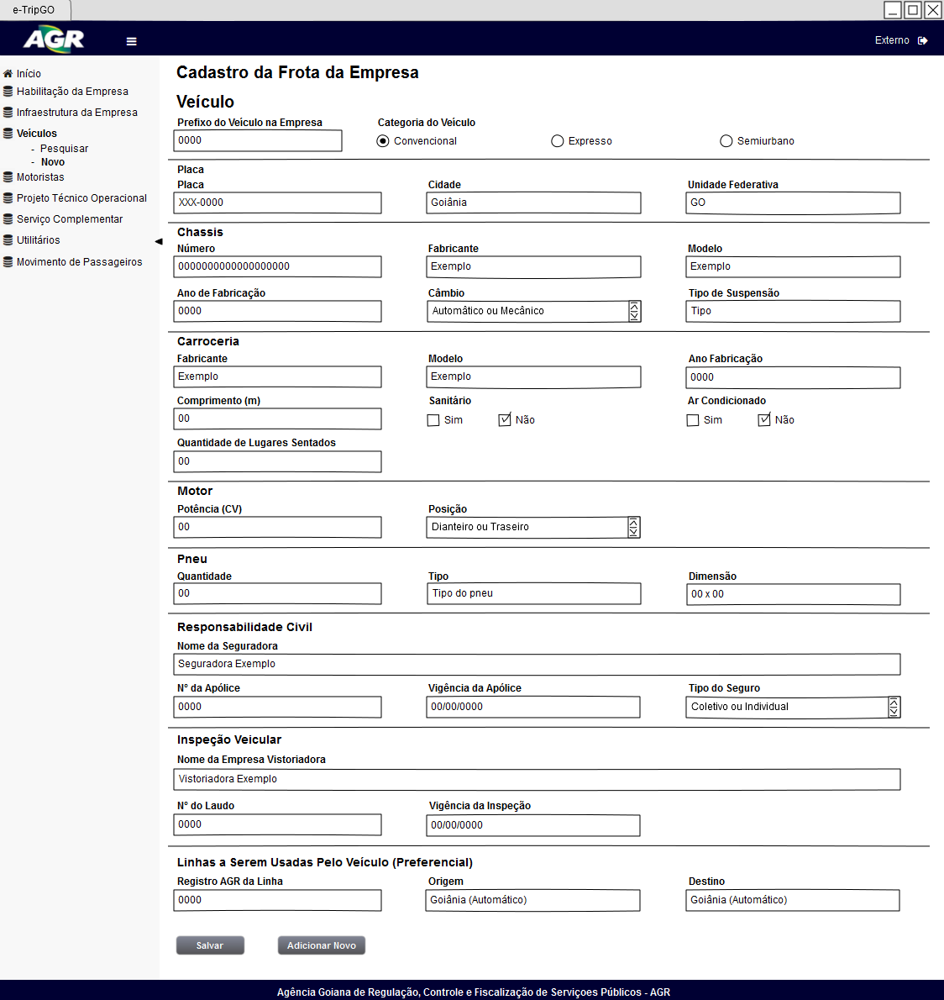 e-TripGO
AGR
Externo
Início
Habilitação da Empresa
Infraestrutura da Empresa
Veículos
- Pesquisar
- Novo
Motoristas
Projeto Técnico Operacional
Serviço Complementar
Utilitários
Movimento de Passageiros
Cadastro da Frota da Empresa
Veículo
Prefixo do Veículo na Empresa Categoria do Veículo
0000 Convencional Expresso Semiurbano
Placa
Placa Cidade Unidade Federativa
XXX-0000 Goiânia GO
Chassis
Número Fabricante Modelo
0000000000000000000 Exemplo Exemplo
Ano de Fabricação Câmbio Tipo de Suspensão
0000 Automâtico ou Mecânico Tipo
Carroceria
Fabricante Modelo Ano Fabricação
Exemplo Exemplo 0000
Comprimento (m) Sanitário Ar Condicionado
00 Sim Não Sim Não
Quantidade de Lugares Sentados
00
Motor
Potência (CV) Posição
00 Dianteiro ou Traseiro
Pneu
Quantidade Tipo Dimensão
00 Tipo do pneu 00 x 00
Responsabilidade Civil
Nome da Seguradora
Seguradora Exemplo
Nº da Apólice Vigência da Apólice Tipo do Seguro
0000 00/00/0000 Coletivo ou Individual
Inspeção Veicular
Nome da Empresa Vistoriadora
Vistoriadora Exemplo
Nº do Laudo Vigência da Inspeção
0000 00/00/0000
Linhas a Serem Usadas Pelo Veículo (Preferencial)
Registro AGR da Linha Origem Destino
0000 Goiânia (Automático) Goiânia (Automático)
Salvar Adicionar Novo
Agência Goiana de Regulação, Controle e Fiscalização de Serviçoes Públicos - AGR